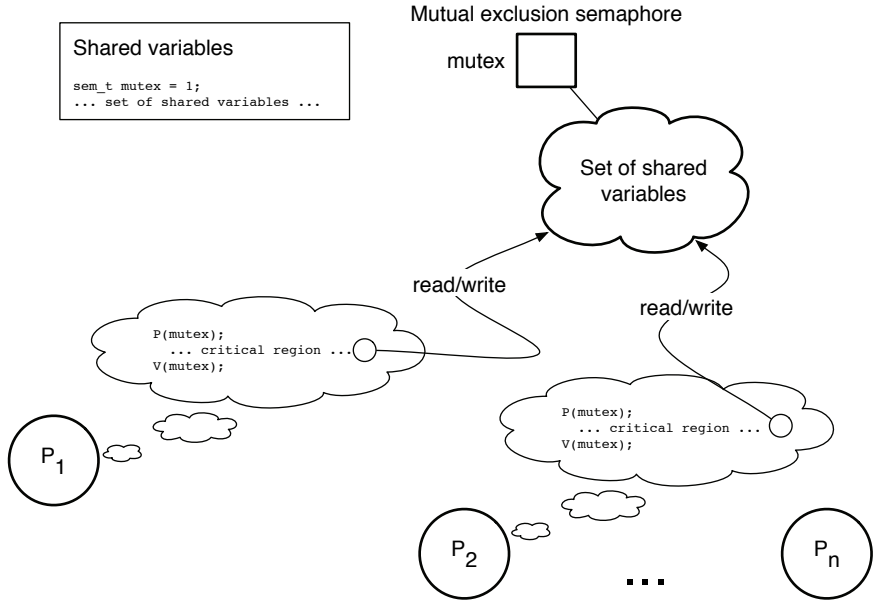 Mutual exclusion semaphore
Shared variables
mutex
sem_t mutex = 1;
... set of shared variables ...
Set of shared
variables
read/write
read/write
P(mutex);
... critical region ...
V(mutex);
P(mutex);
... critical region ...
V(mutex);
P1
P2
...
Pn